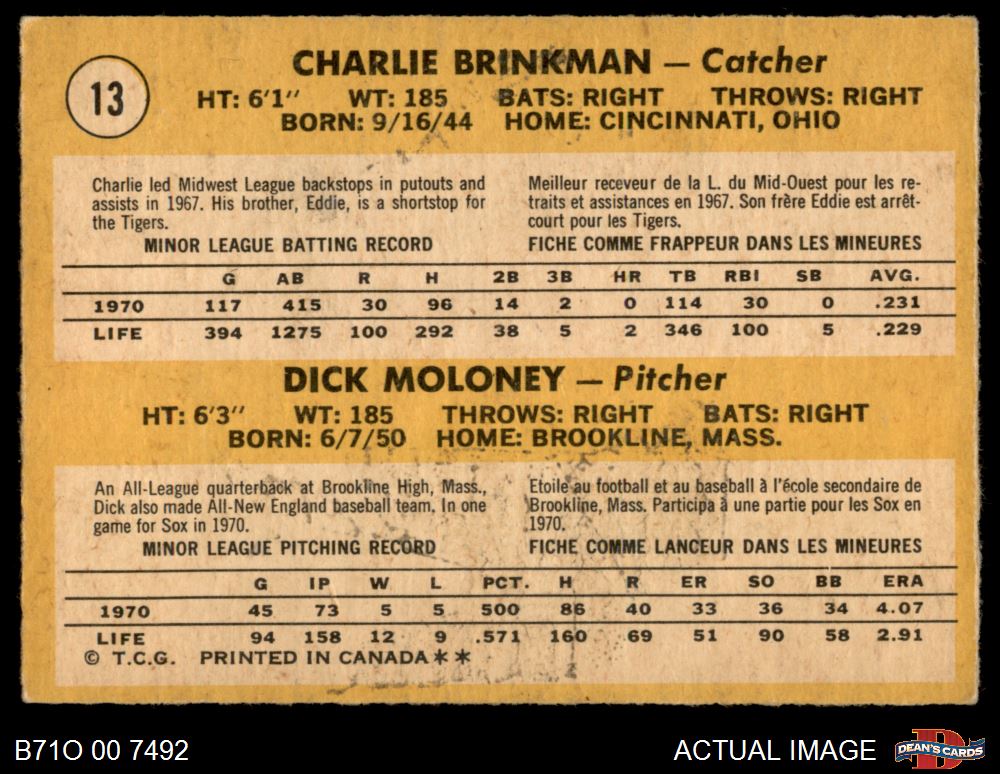 13
CHARLIE BRINKMAN — Catcher
HT: 6'1" WT: 185 BATS: RIGHT THROWS: RIGHT
BORN: 9/16/44 HOME: CINCINNATI, OHIO
Charlie led Midwest League backstops in putouts and
assists in 1967. His brother, Eddie, is a shortstop for
the Tigers.
MINOR LEAGUE BATTING RECORD
Meilleur receveur de la L. du Mid-Ouest pour les re-
traits et assistances en 1967. Son frère Eddie est arrêt-
court pour les Tigers.
FICHE COMME FRAPPEUR DANS LES MINEURES
G AB R H 2B 3B HR TB RBI SB AVG.
1970 117 415 30 96 14 2 0 114 30 0 .231
LIFE 394 1275 100 292 38 5 2 346 100 5 .229
DICK MOLONEY — Pitcher
HT: 6'3" WT: 185 THROWS: RIGHT BATS: RIGHT
BORN: 6/7/50 HOME: BROOKLINE, MASS.
An All-League quarterback at Brookline High, Mass.,
Dick also made All-New England baseball team. In one
game for Sox in 1970.
MINOR LEAGUE PITCHING RECORD
Etoile au football et au baseball à l'école secondaire de
Brookline, Mass. Participa à une partie pour les Sox en
1970.
FICHE COMME LANCEUR DANS LES MINEURES
G IP W L PCT. H R ER SO BB ERA
1970 45 73 5 5 500 86 40 33 36 34 4.07
LIFE 94 158 12 9 .571 160 69 51 90 58 2.91
© T.C.G. PRINTED IN CANADA**
B71O 00 7492
ACTUAL IMAGE
DEAN'S CARDS